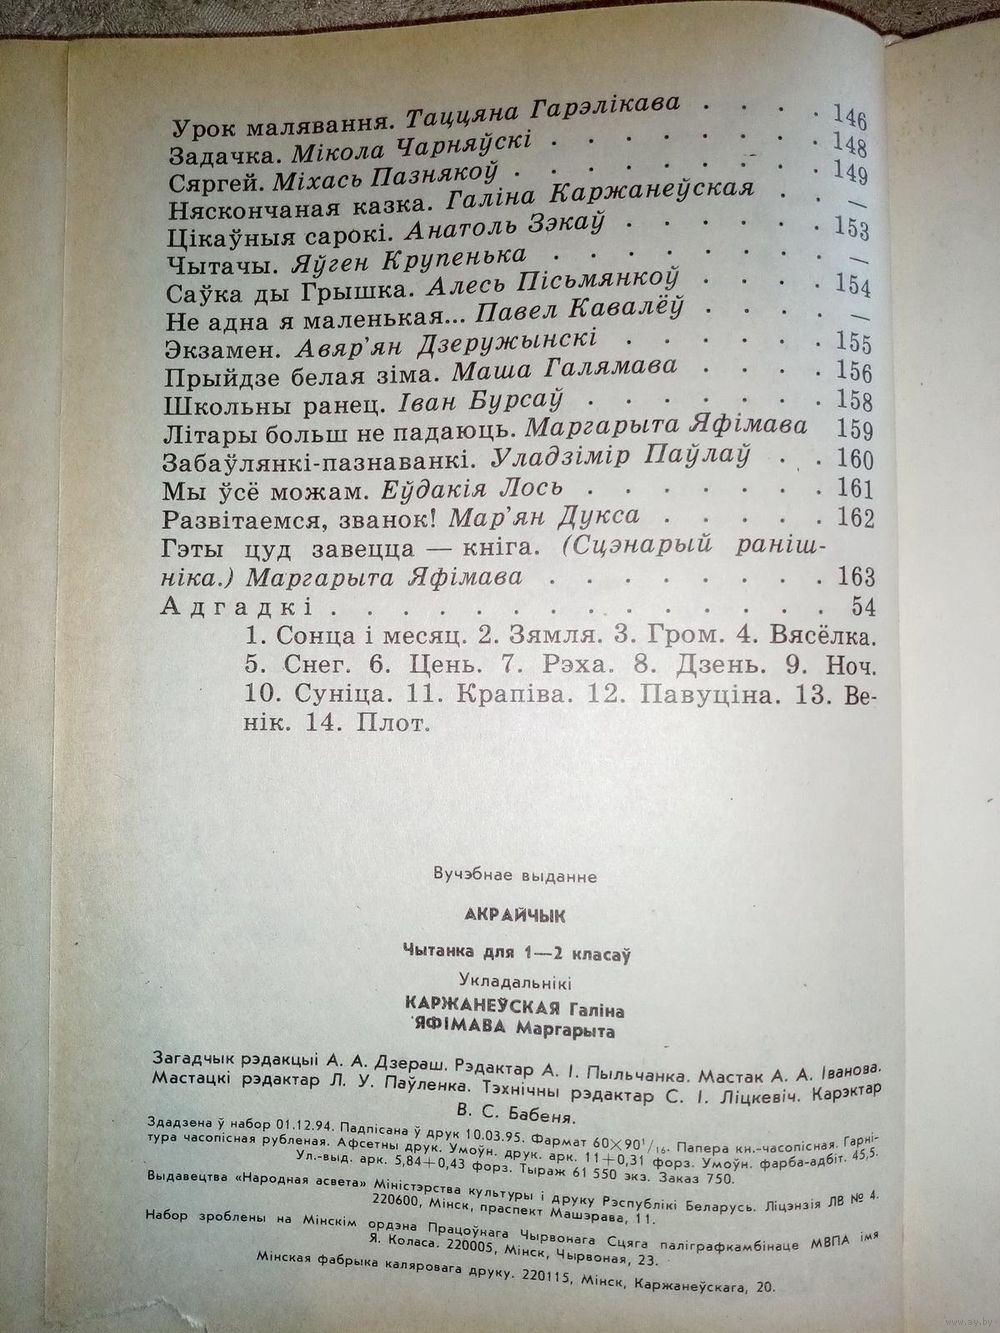 Урок малявання. Таццяна Гарэлікава . . . . 146
Задачка. Мікола Чарняўскі . . . . . . . 148
Сяргей. Міхась Пазнякоў . . . . . . . . 149
Няскончаная казка. Галіна Каржанеўская . . —
Цікаўныя сарокі. Анатоль Зэкаў . . . . . . 153
Чытачы. Яўген Крупенька . . . . . . . . —
Саўка ды Грышка. Алесь Пісьмянкоў . . . . 154
Не адна я маленькая... Павел Кавалёў . . . . —
Экзамен. Авяр'ян Дзеружынскі . . . . . . 155
Прыйдзе белая зіма. Маша Галямава . . . . 156
Школьны ранец. Іван Бурсаў . . . . . . . 158
Літары больш не падаюць. Маргарыта Яфімава 159
Забаўлянкі-пазнаванкі. Уладзімір Паўлаў . . 160
Мы ўсё можам. Еўдакія Лось . . . . . . . 161
Развітаемся, званок! Мар'ян Дукса . . . . . 162
Гэты цуд завецца — кніга. (Сцэнарый раніш-
ніка.) Маргарыта Яфімава . . . . . . . . 163
Адгадкі . . . . . . . . . . . . . . 54
1. Сонца і месяц. 2. Зямля. 3. Гром. 4. Вясёлка.
5. Снег. 6. Цень. 7. Рэха. 8. Дзень. 9. Ноч.
10. Суніца. 11. Крапіва. 12. Павуціна. 13. Ве-
нік. 14. Плот.
Вучэбнае выданне
АКРАЙЧЫК
Чытанка для 1—2 класаў
Укладальнікі
КАРЖАНЕЎСКАЯ Галіна
ЯФІМАВА Маргарыта
Загадчык рэдакцыі А. А. Дзераш. Рэдактар А. І. Пыльчанка. Мастак А. А. Іванова.
Мастацкі рэдактар Л. У. Паўленка. Тэхнічны рэдактар С. І. Ліцкевіч. Карэктар
В. С. Бабеня.
Здадзена ў набор 01.12.94. Падпісана ў друк 10.03.95. Фармат 60×90¹/₁₆. Папера кн.-часопісная. Гарні-
тура часопісная рубленая. Афсетны друк. Умоўн. друк. арк. 11+0,31 форз. Умоўн. фарба-адбіт. 45,5.
Ул.-выд. арк. 5,84+0,43 форз. Тыраж 61 550 экз. Заказ 750.
Выдавецтва «Народная асвета» Міністэрства культуры і друку Рэспублікі Беларусь. Ліцэнзія ЛВ № 4.
220600, Мінск, праспект Машэрава, 11.
Набор зроблены на Мінскім ордэна Працоўнага Чырвонага Сцяга паліграфкамбінаце МВПА імя
Я. Коласа. 220005, Мінск, Чырвоная, 23.
Мінская фабрыка каляровага друку. 220115, Мінск, Каржанеўскага, 20.
www.ay.by